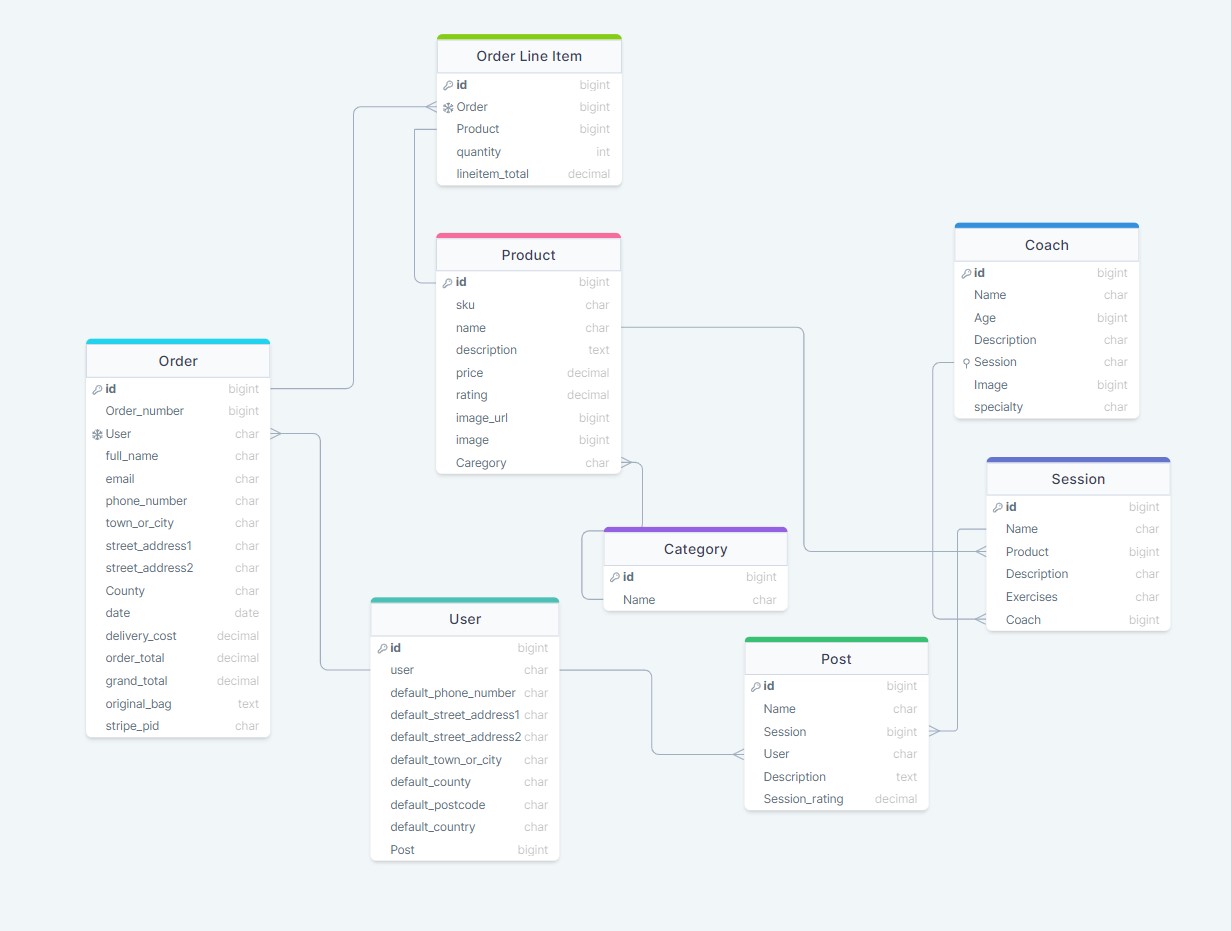 Order Line Item
id bigint
Order bigint
Product bigint
quantity int
lineitem_total decimal
Product
id bigint
sku char
name char
description text
price decimal
rating decimal
image_url bigint
image bigint
Caregory char
Coach
id bigint
Name char
Age bigint
Description char
Session char
Image bigint
specialty char
Order
id bigint
Order_number bigint
User char
full_name char
email char
phone_number char
town_or_city char
street_address1 char
street_address2 char
County char
date date
delivery_cost decimal
order_total decimal
grand_total decimal
original_bag text
stripe_pid char
Session
id bigint
Name char
Product bigint
Description char
Exercises char
Coach bigint
Category
id bigint
Name char
User
id bigint
user char
default_phone_number char
default_street_address1 char
default_street_address2 char
default_town_or_city char
default_county char
default_postcode char
default_country char
Post bigint
Post
id bigint
Name char
Session bigint
User char
Description text
Session_rating decimal